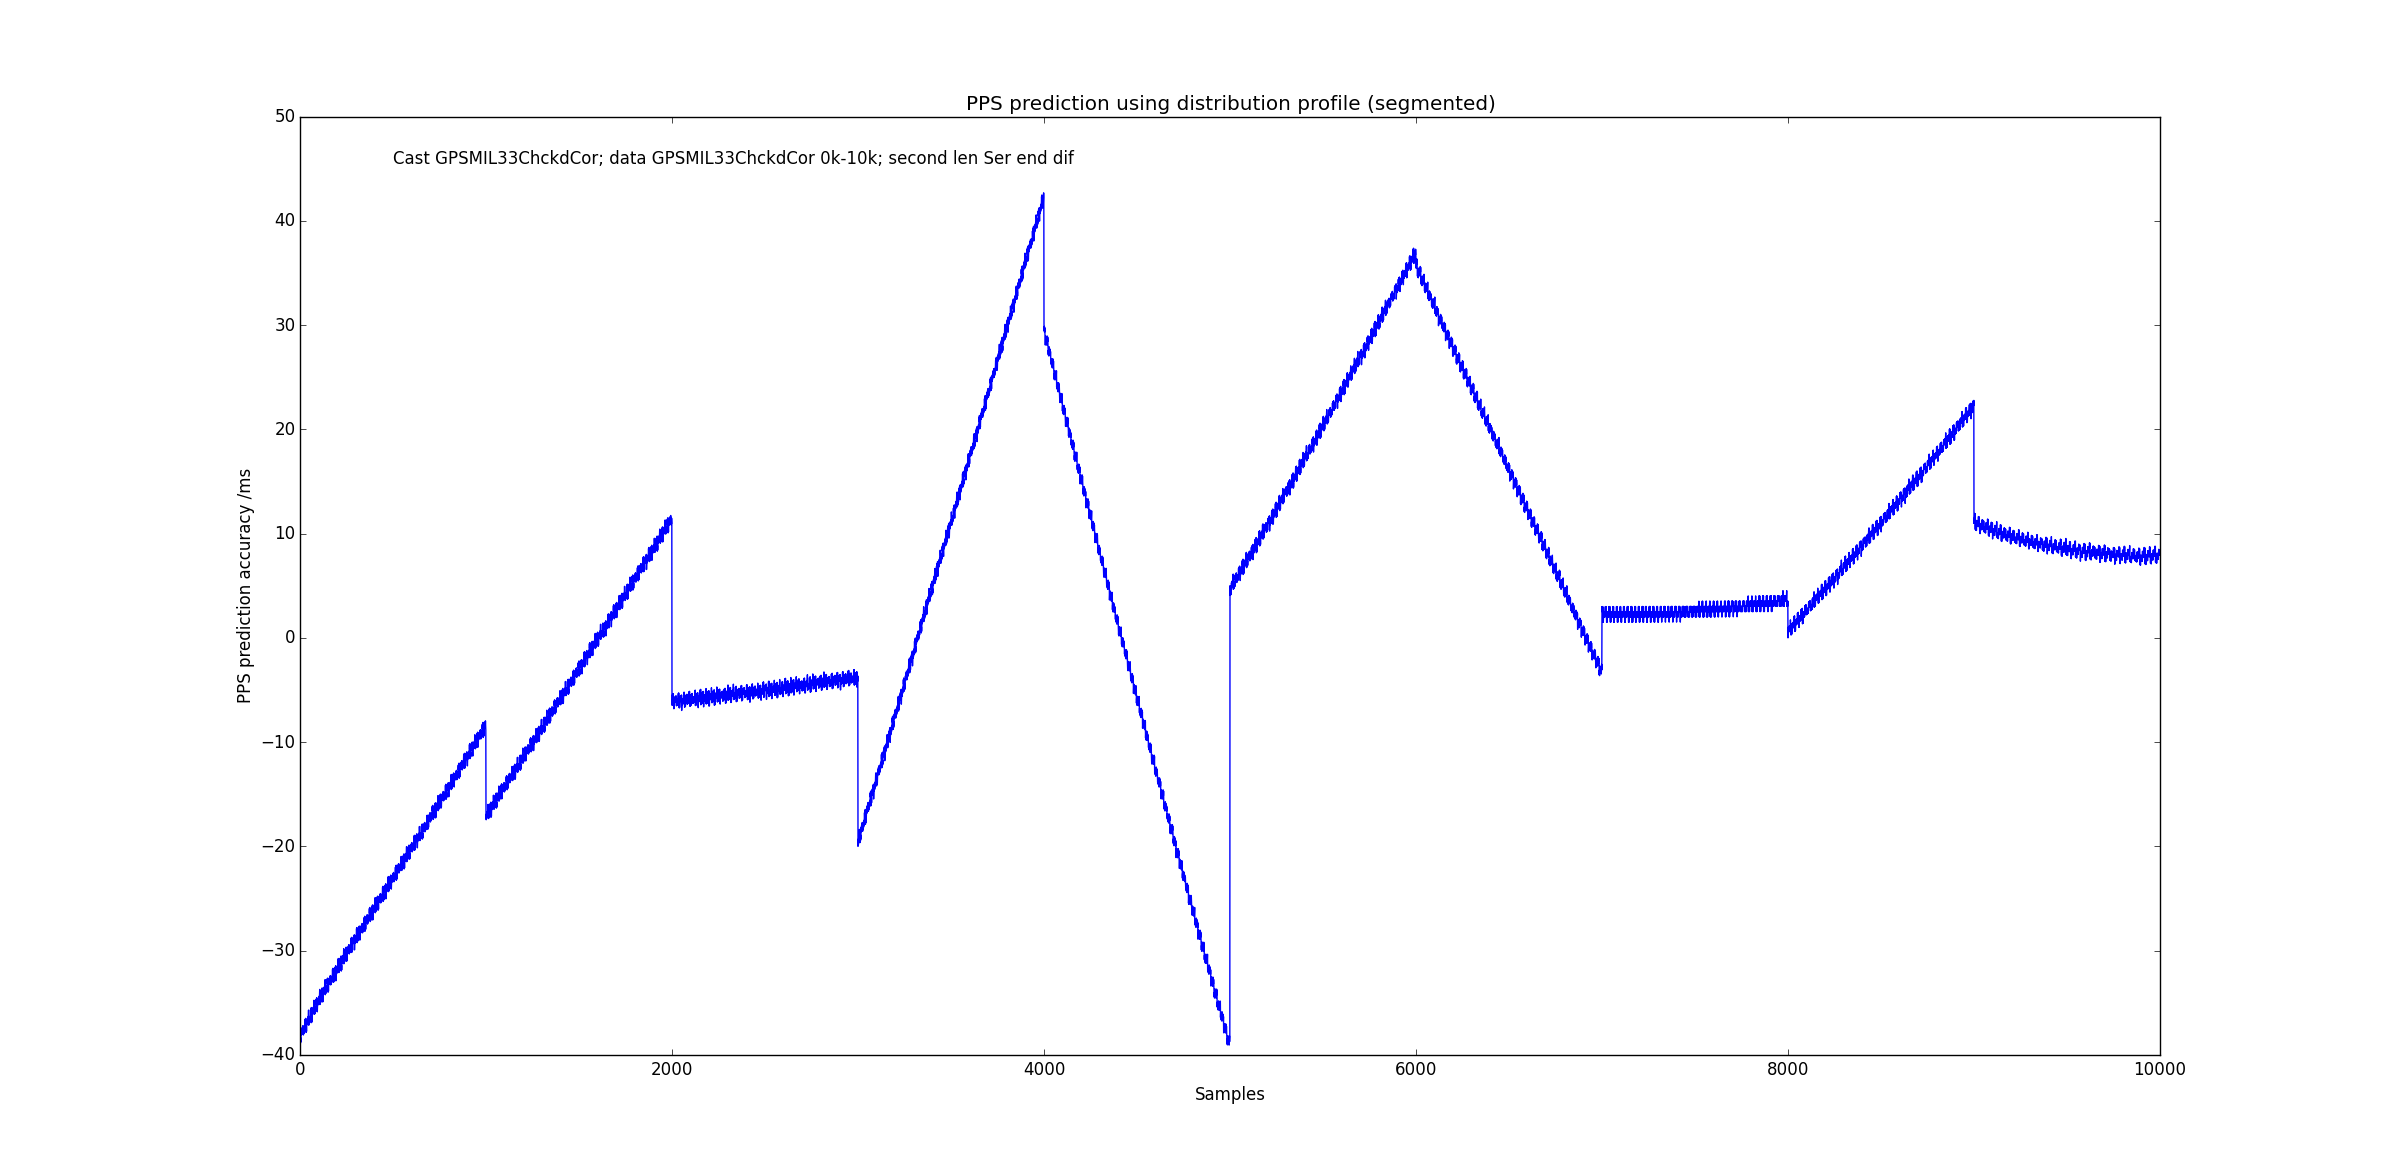 PPS prediction using distribution profile (segmented)
50
Cast GPSMIL33ChckdCor; data GPSMIL33ChckdCor 0k-10k; second len Ser end dif
40
30
20
10
0
−10
−20
−30
−40
PPS prediction accuracy /ms
0 2000 4000 6000 8000 10000
Samples